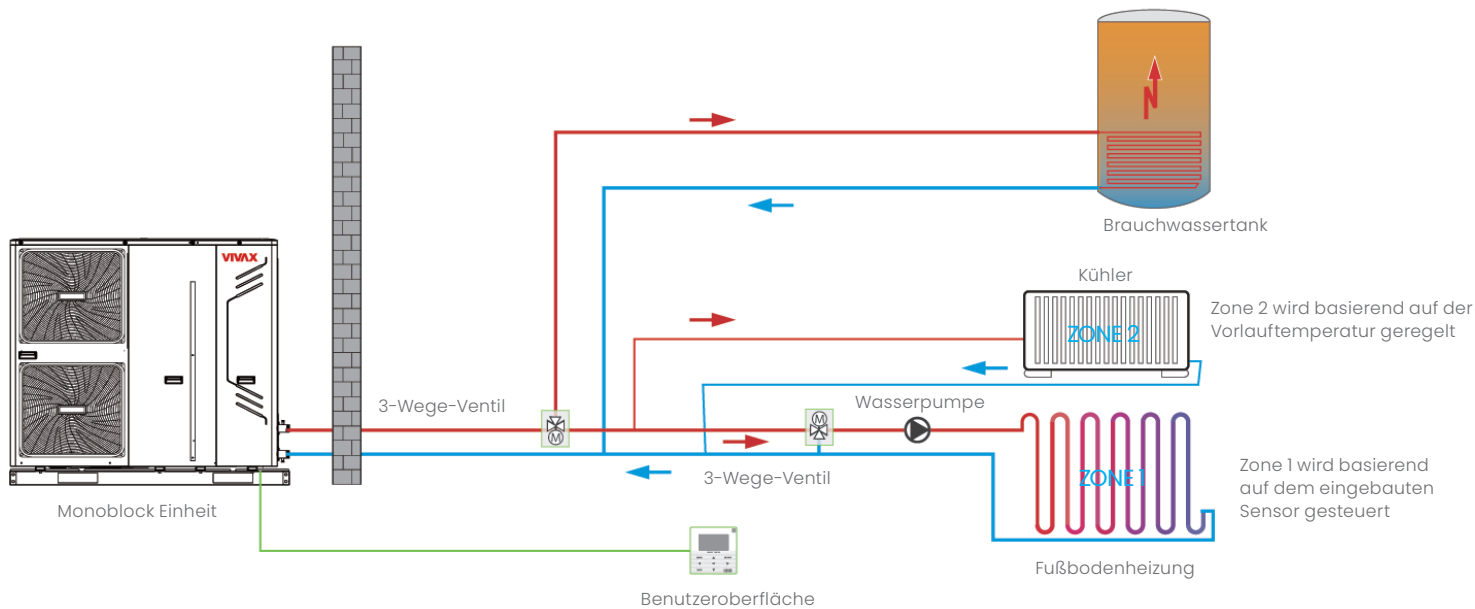 Brauchwassertank
VIVAX
Kühler
ZONE 2
Zone 2 wird basierend auf der
Vorlauftemperatur geregelt
3-Wege-Ventil
M
M
Wasserpumpe
3-Wege-Ventil
ZONE 1
Zone 1 wird basierend
auf dem eingebauten
Sensor gesteuert
Monoblock Einheit
Fußbodenheizung
Benutzeroberfläche